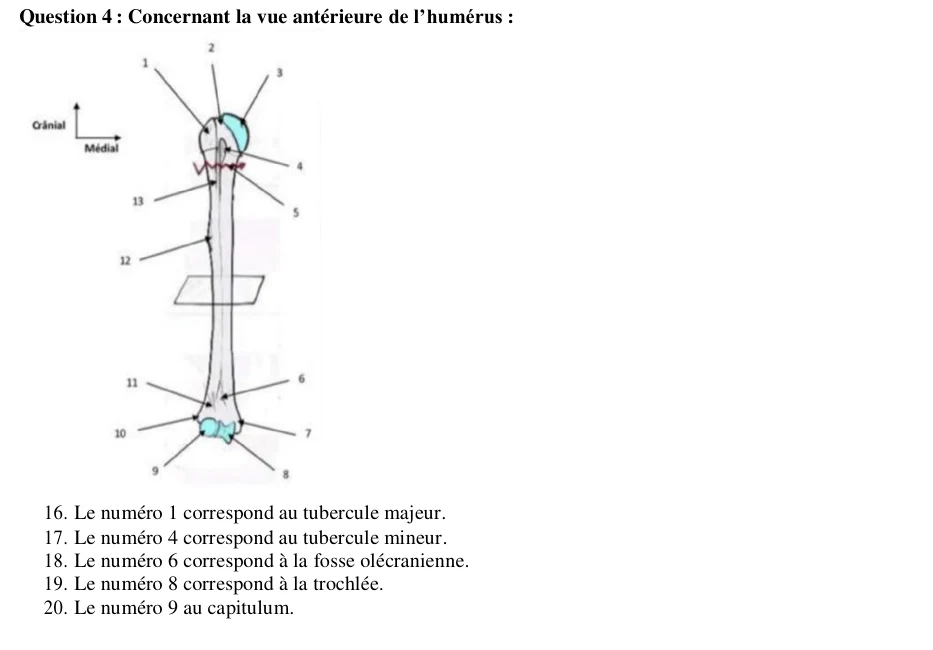 Question 4 : Concernant la vue antérieure de l'humérus :
2
1
3
Crânial
Médial
4
13
5
12
11
6
10
7
9
8
16. Le numéro 1 correspond au tubercule majeur.
17. Le numéro 4 correspond au tubercule mineur.
18. Le numéro 6 correspond à la fosse olécranienne.
19. Le numéro 8 correspond à la trochlée.
20. Le numéro 9 au capitulum.